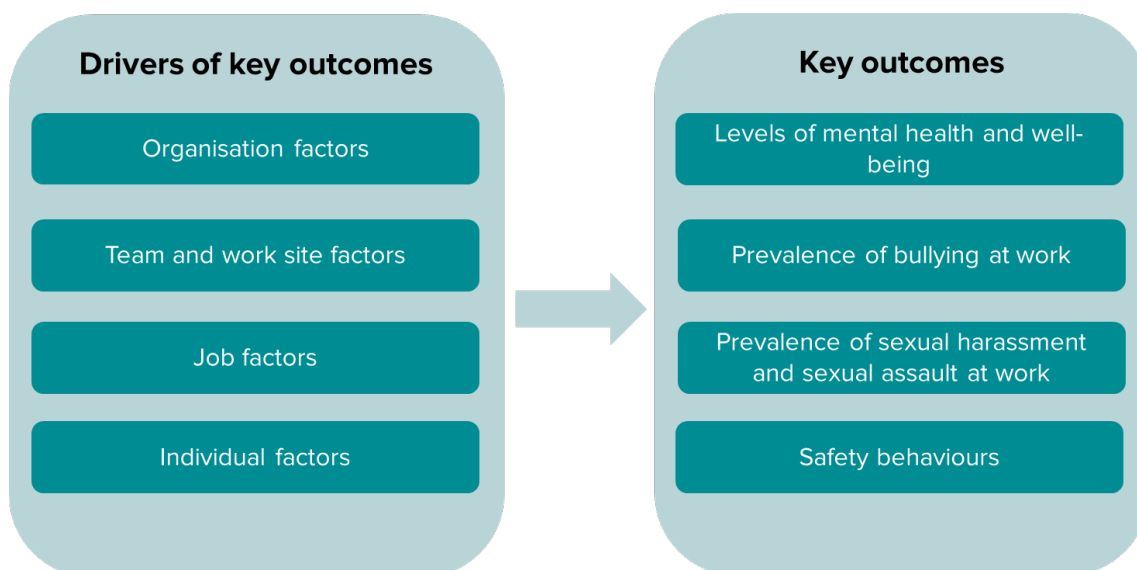 Drivers of key outcomes
Organisation factors
Team and work site factors
Job factors
Individual factors
Key outcomes
Levels of mental health and well-
being
Prevalence of bullying at work
Prevalence of sexual harassment
and sexual assault at work
Safety behaviours